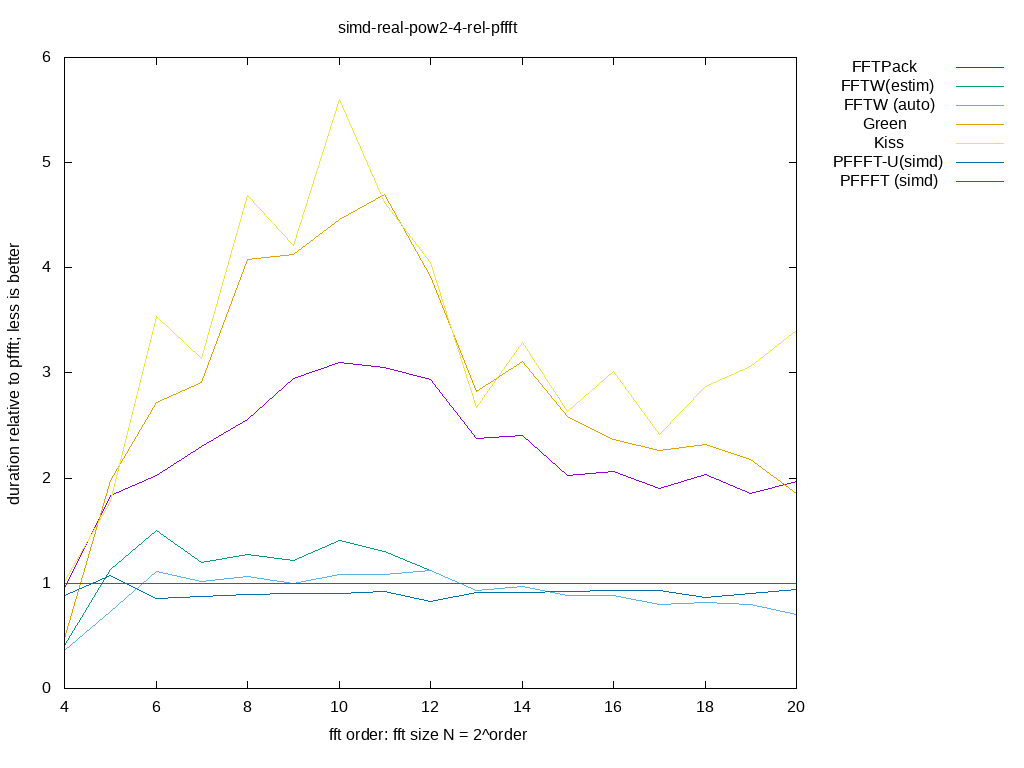 simd-real-pow2-4-rel-pffft
6
5
4
3
2
1
0
4 6 8 10 12 14 16 18 20
duration relative to pffft; less is better
fft order: fft size N = 2^order
FFTPack
FFTW(estim)
FFTW (auto)
Green
Kiss
PFFFT-U(simd)
PFFFT (simd)